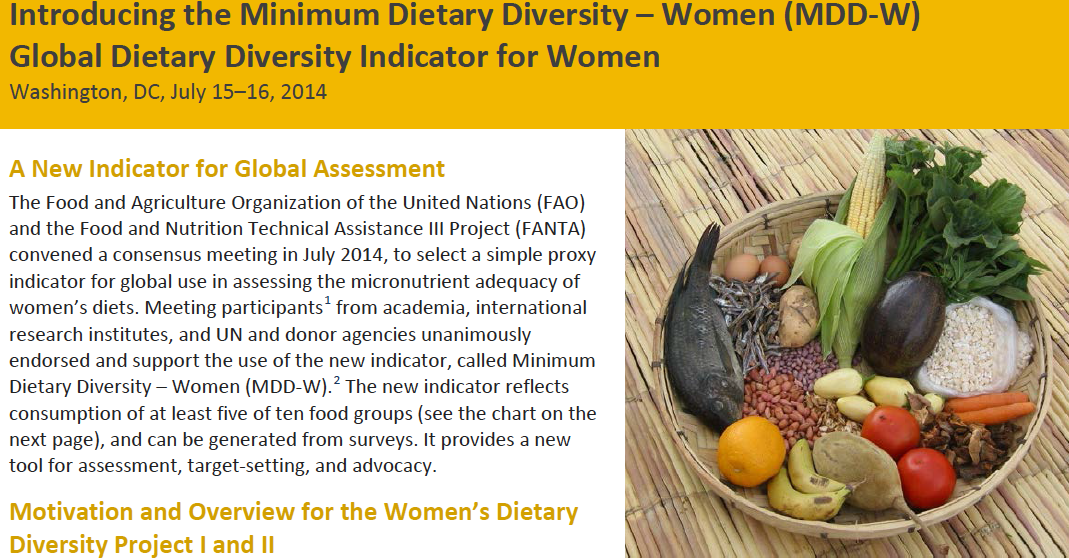 Introducing the Minimum Dietary Diversity – Women (MDD-W)
Global Dietary Diversity Indicator for Women
Washington, DC, July 15–16, 2014
A New Indicator for Global Assessment
The Food and Agriculture Organization of the United Nations (FAO)
and the Food and Nutrition Technical Assistance III Project (FANTA)
convened a consensus meeting in July 2014, to select a simple proxy
indicator for global use in assessing the micronutrient adequacy of
women’s diets. Meeting participants¹ from academia, international
research institutes, and UN and donor agencies unanimously
endorsed and support the use of the new indicator, called Minimum
Dietary Diversity – Women (MDD-W).² The new indicator reflects
consumption of at least five of ten food groups (see the chart on the
next page), and can be generated from surveys. It provides a new
tool for assessment, target-setting, and advocacy.
Motivation and Overview for the Women’s Dietary
Diversity Project I and II